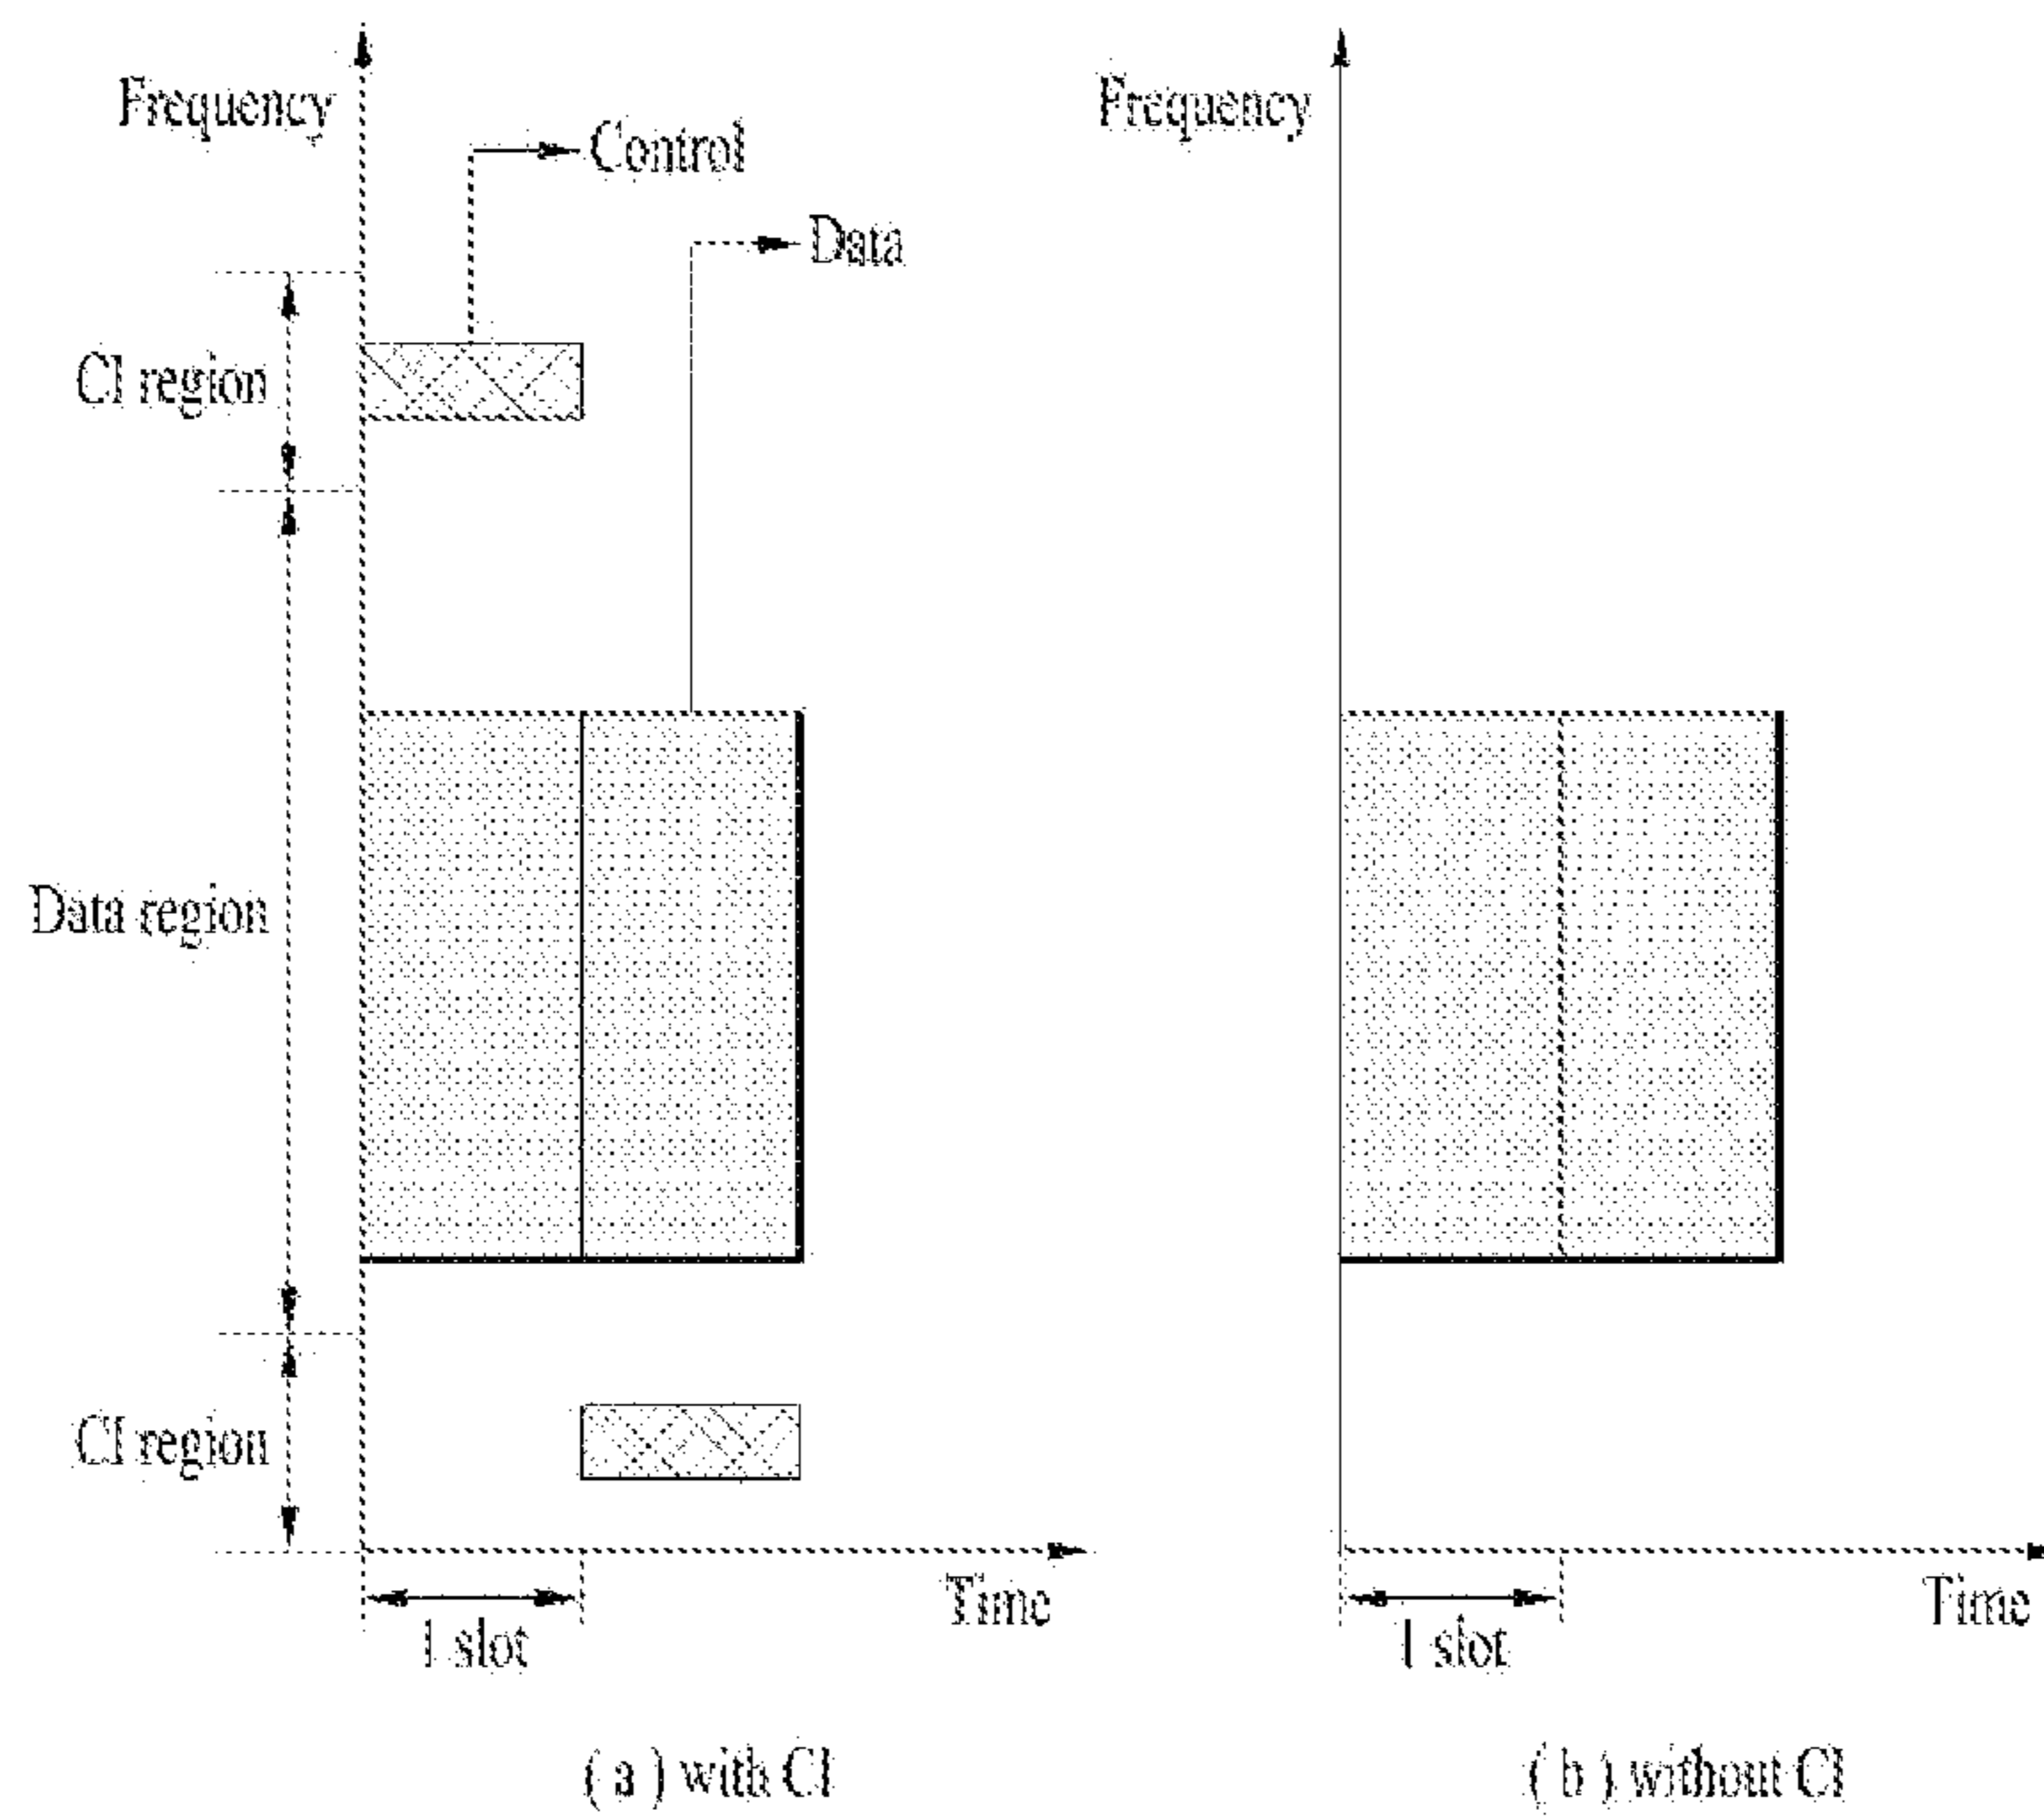 Frequency
Control
Data
CI region
Data region
CI region
Time
1 slot
( a ) with CI
Frequency
Time
1 slot
( b ) without CI